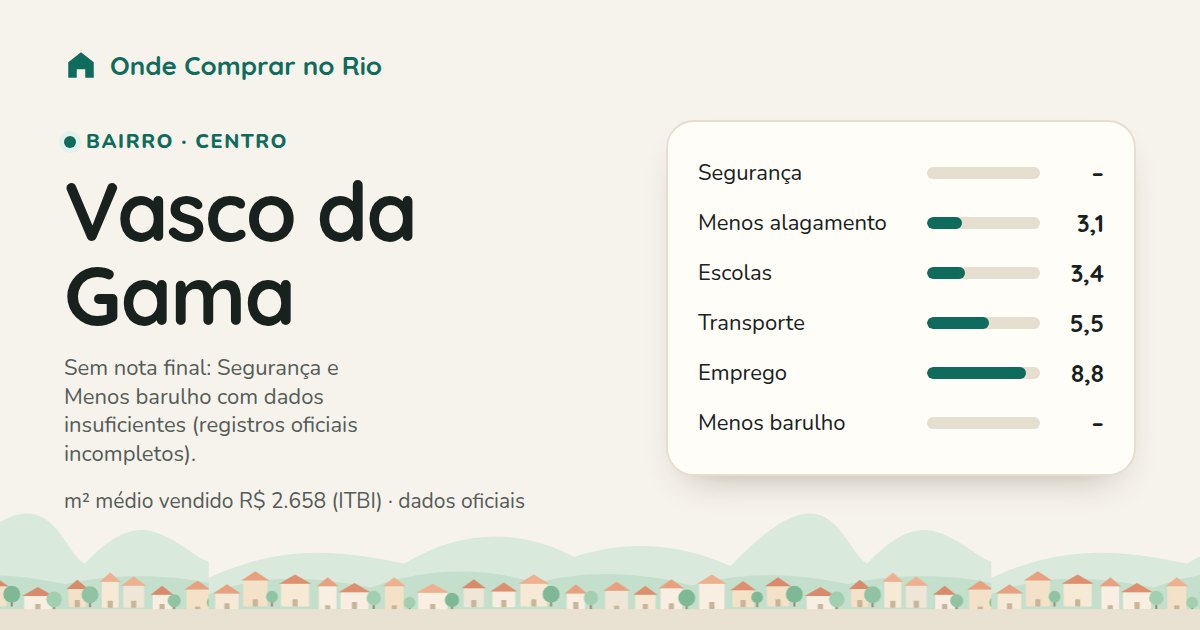 Onde Comprar no Rio
BAIRRO · CENTRO
Vasco da
Gama
Sem nota final: Segurança e
Menos barulho com dados
insuficientes (registros oficiais
incompletos).
m² médio vendido R$ 2.658 (ITBI) · dados oficiais
Segurança –
Menos alagamento 3,1
Escolas 3,4
Transporte 5,5
Emprego 8,8
Menos barulho –